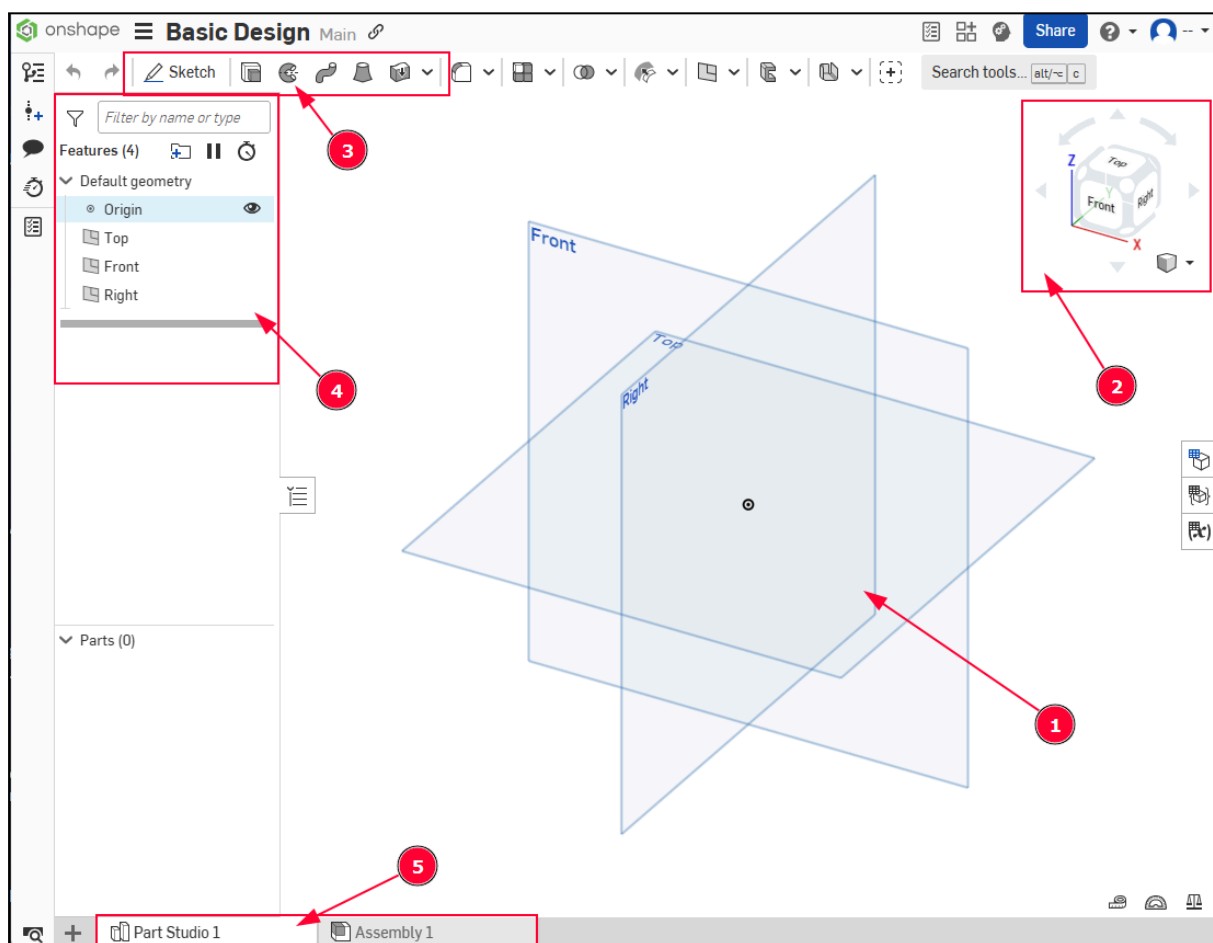 onshape Basic Design Main
Share
--
Sketch
Search tools... alt/⌥ c
Filter by name or type
3
Features (4)
Default geometry
Origin
Top
Front
Right
4
Z
Top
Y
Front
Right
X
2
Front
Top
Right
(x)
Parts (0)
1
5
Part Studio 1
Assembly 1